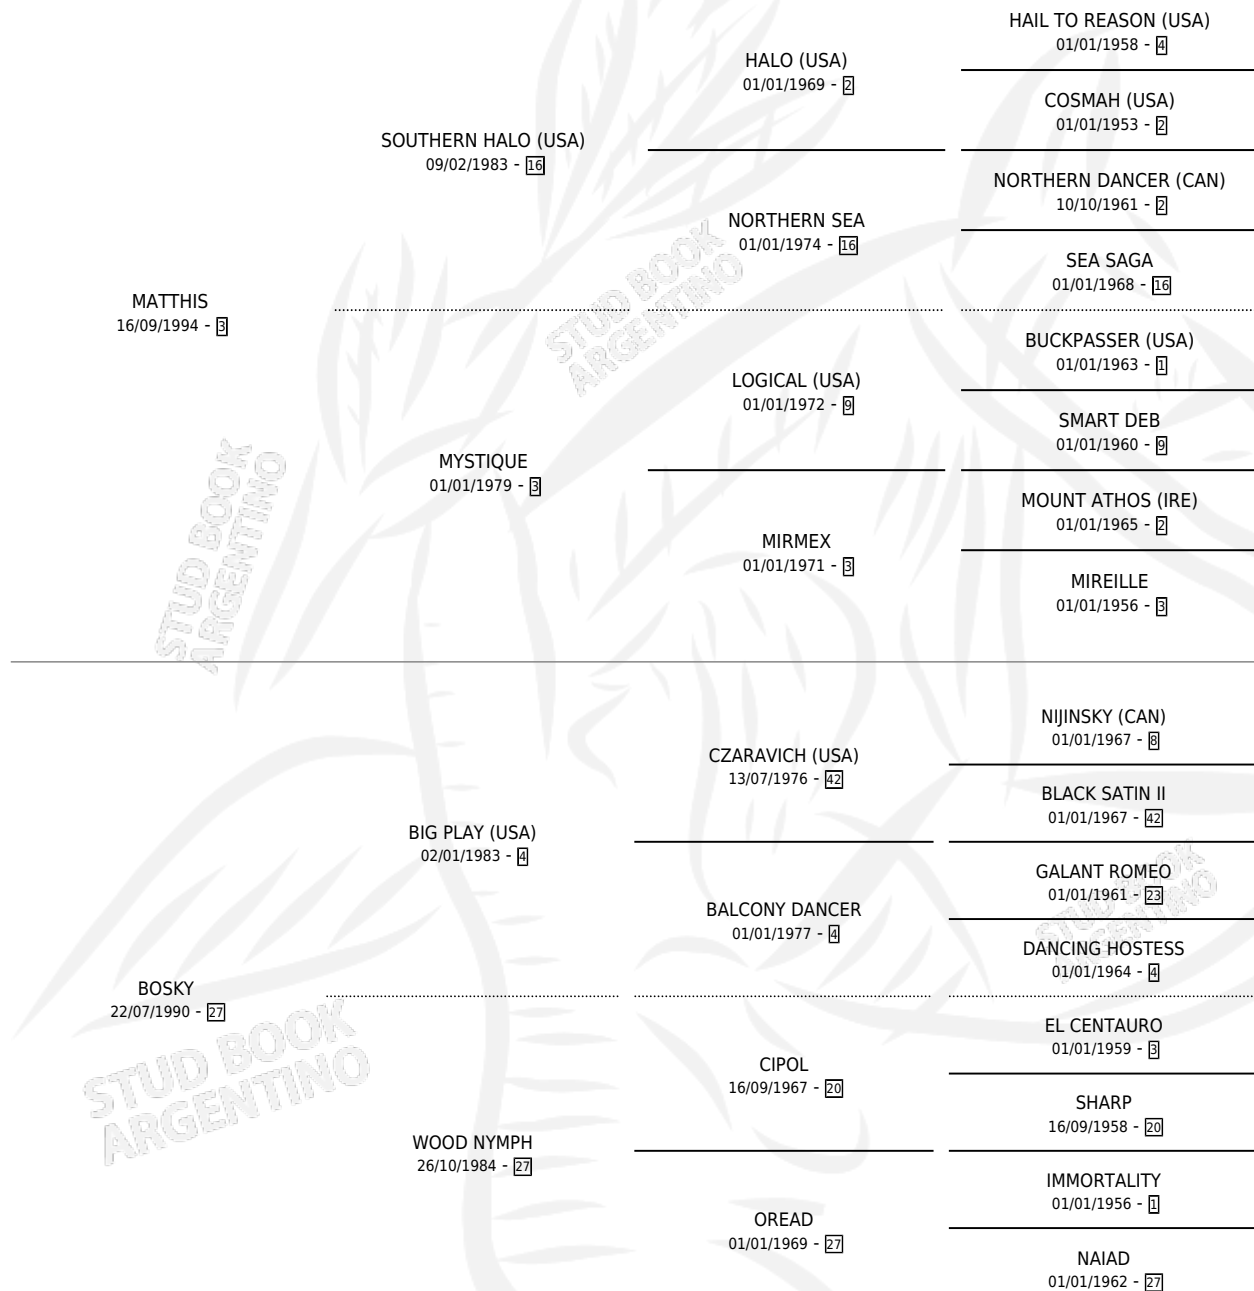 HAIL TO REASON (USA)
01/01/1958 - 4
HALO (USA)
01/01/1969 - 2
COSMAH (USA)
01/01/1953 - 2
SOUTHERN HALO (USA)
09/02/1983 - 16
NORTHERN DANCER (CAN)
10/10/1961 - 2
NORTHERN SEA
01/01/1974 - 16
SEA SAGA
01/01/1968 - 16
MATTHIS
16/09/1994 - 3
STUD BOOK
ARGENTINO
BUCKPASSER (USA)
01/01/1963 - 1
LOGICAL (USA)
01/01/1972 - 9
SMART DEB
01/01/1960 - 9
MYSTIQUE
01/01/1979 - 3
MOUNT ATHOS (IRE)
01/01/1965 - 2
MIRMEX
01/01/1971 - 3
MIREILLE
01/01/1956 - 3
STUD BOOK
ARGENTINO
NIJINSKY (CAN)
01/01/1967 - 8
CZARAVICH (USA)
13/07/1976 - 42
BLACK SATIN II
01/01/1967 - 42
BIG PLAY (USA)
02/01/1983 - 4
GALANT ROMEO
01/01/1961 - 23
STUD BOOK
ARGENTINO
BALCONY DANCER
01/01/1977 - 4
DANCING HOSTESS
01/01/1964 - 4
BOSKY
22/07/1990 - 27
STUD BOOK
ARGENTINO
EL CENTAURO
01/01/1959 - 3
CIPOL
16/09/1967 - 20
SHARP
16/09/1958 - 20
WOOD NYMPH
26/10/1984 - 27
IMMORTALITY
01/01/1956 - 1
OREAD
01/01/1969 - 27
NAIAD
01/01/1962 - 27